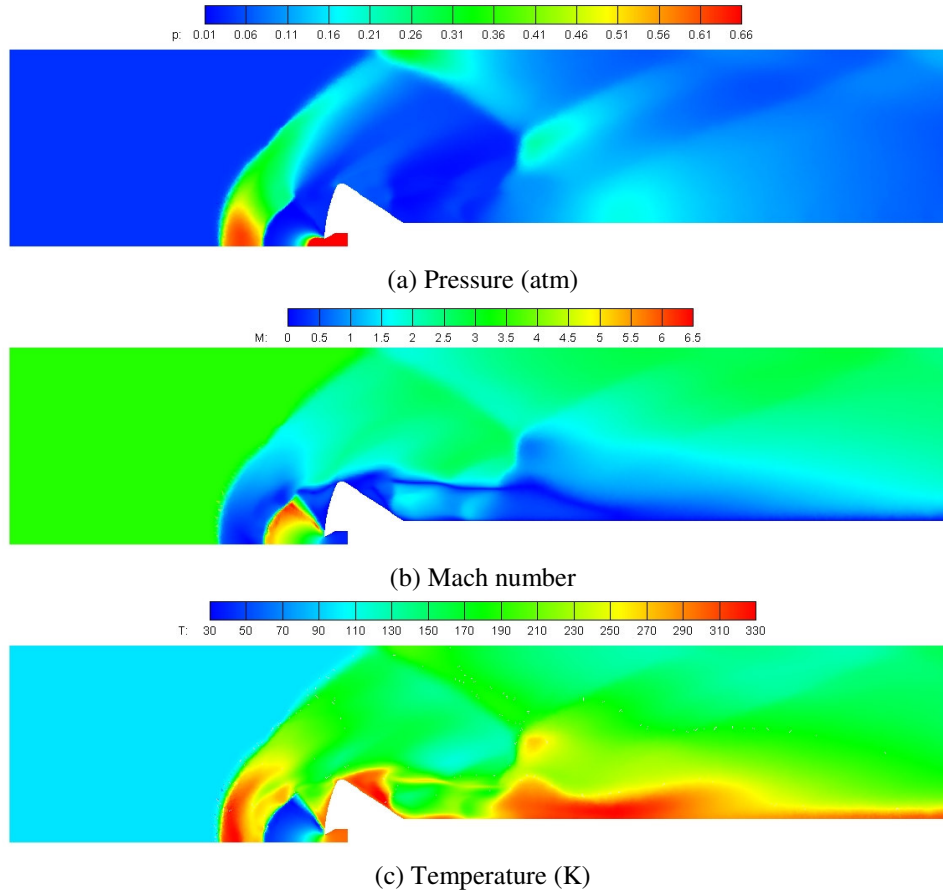 p: 0.01 0.06 0.11 0.16 0.21 0.26 0.31 0.36 0.41 0.46 0.51 0.56 0.61 0.66
(a) Pressure (atm)
M: 0 0.5 1 1.5 2 2.5 3 3.5 4 4.5 5 5.5 6 6.5
(b) Mach number
T: 30 50 70 90 110 130 150 170 190 210 230 250 270 290 310 330
(c) Temperature (K)